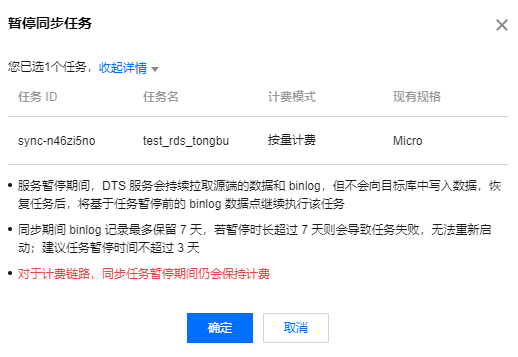 暂停同步任务
您已选1个任务，收起详情
任务 ID 任务名 计费模式 现有规格
sync-n46zi5no test_rds_tongbu 按量计费 Micro
服务暂停期间，DTS 服务会持续拉取源端的数据和 binlog，但不会向目标库中写入数据，恢
复任务后，将基于任务暂停前的 binlog 数据点继续执行该任务
同步期间 binlog 记录最多保留 7 天，若暂停时长超过 7 天则会导致任务失败，无法重新启
动；建议任务暂停时间不超过 3 天
对于计费链路，同步任务暂停期间仍会保持计费
确定 取消